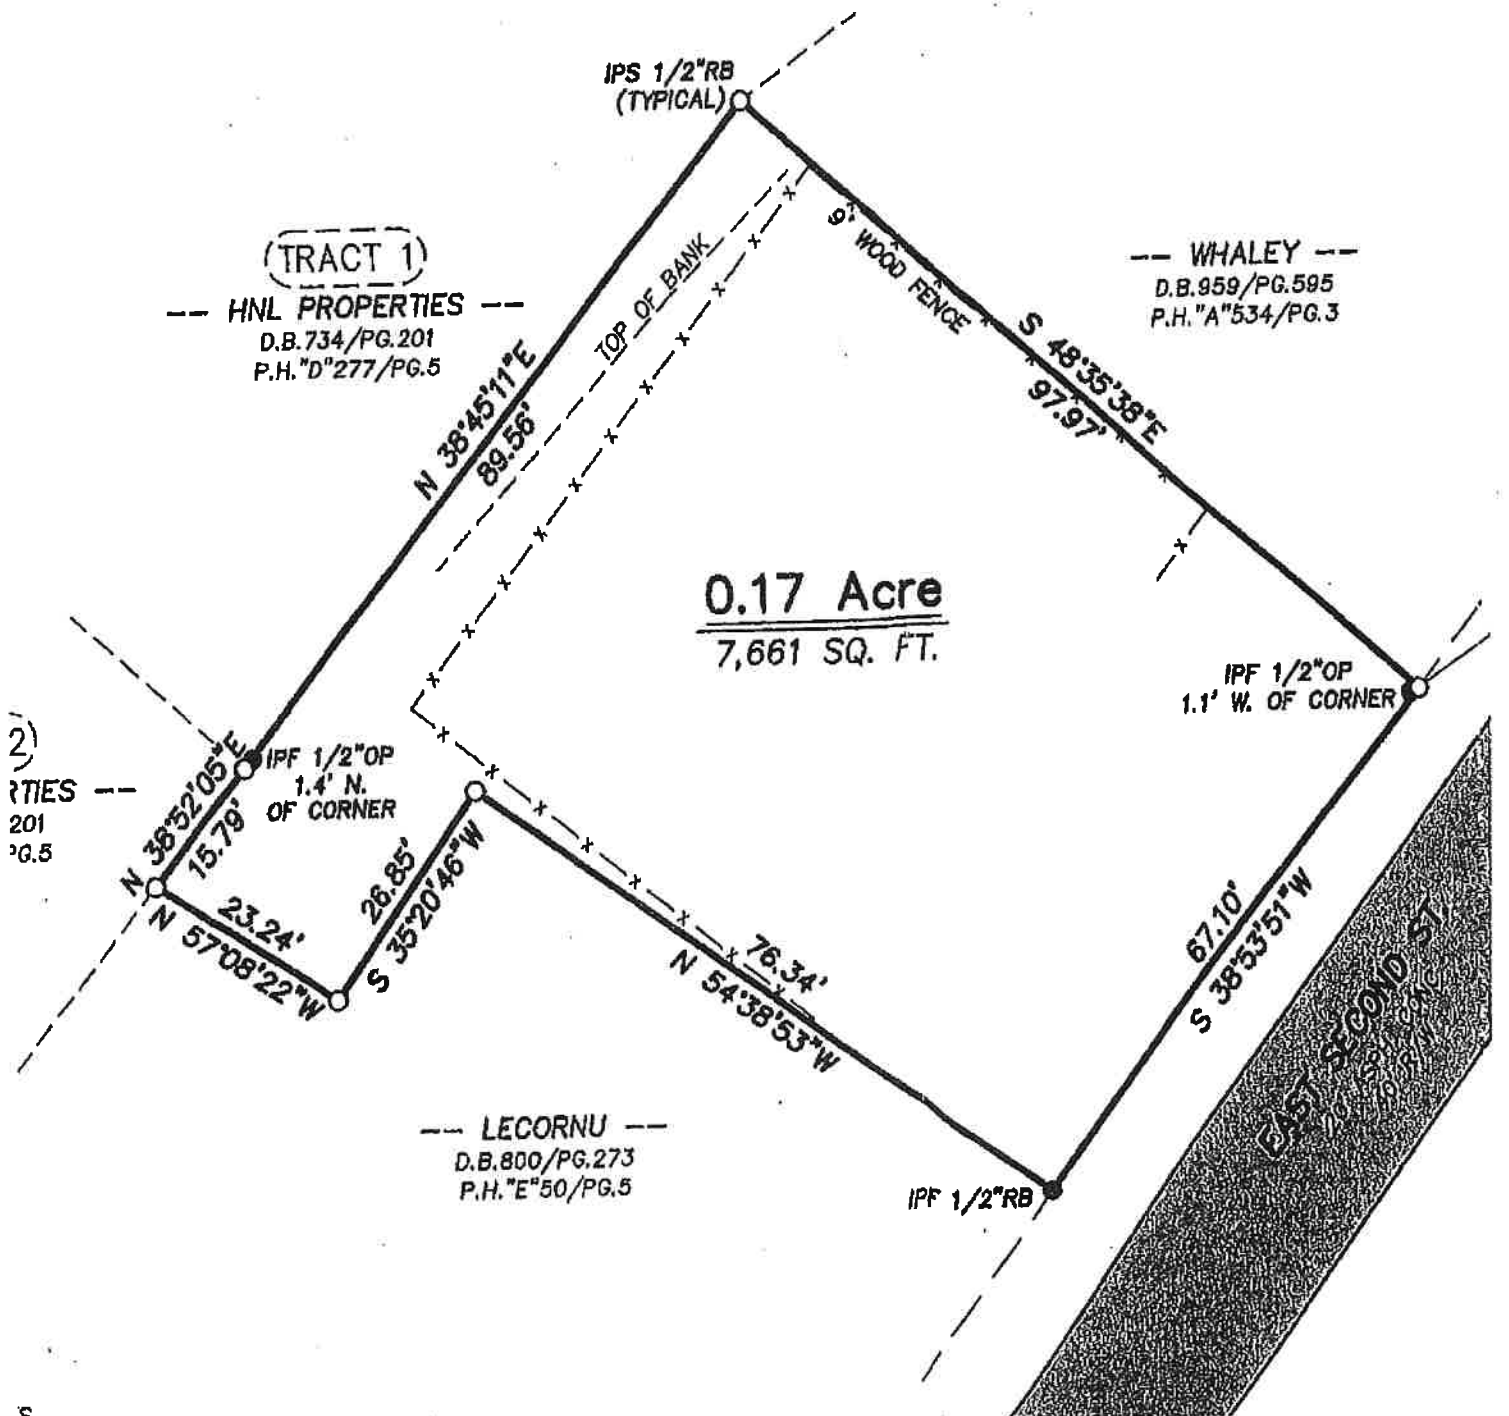 IPS 1/2"RB
(TYPICAL)
TRACT 1
-- HNL PROPERTIES --
D.B.734/PG.201
P.H."D"277/PG.5
TOP OF BANK
WOOD FENCE
-- WHALEY --
D.B.959/PG.595
P.H."A"534/PG.3
S 48°35'38"E
97.97'
N 38°45'11"E
89.56'
0.17 Acre
7,661 SQ. FT.
IPF 1/2"OP
1.1' W. OF CORNER
2)
RTIES --
201
PG.5
N 38°52'05"E
15.79'
IPF 1/2"OP
1.4' N.
OF CORNER
23.24'
N 57°08'22"W
26.85'
S 35°20'46"W
76.34'
N 54°38'53"W
67.10'
S 38°53'51"W
EAST SECOND ST.
-- LECORNU --
D.B.800/PG.273
P.H."E"50/PG.5
IPF 1/2"RB